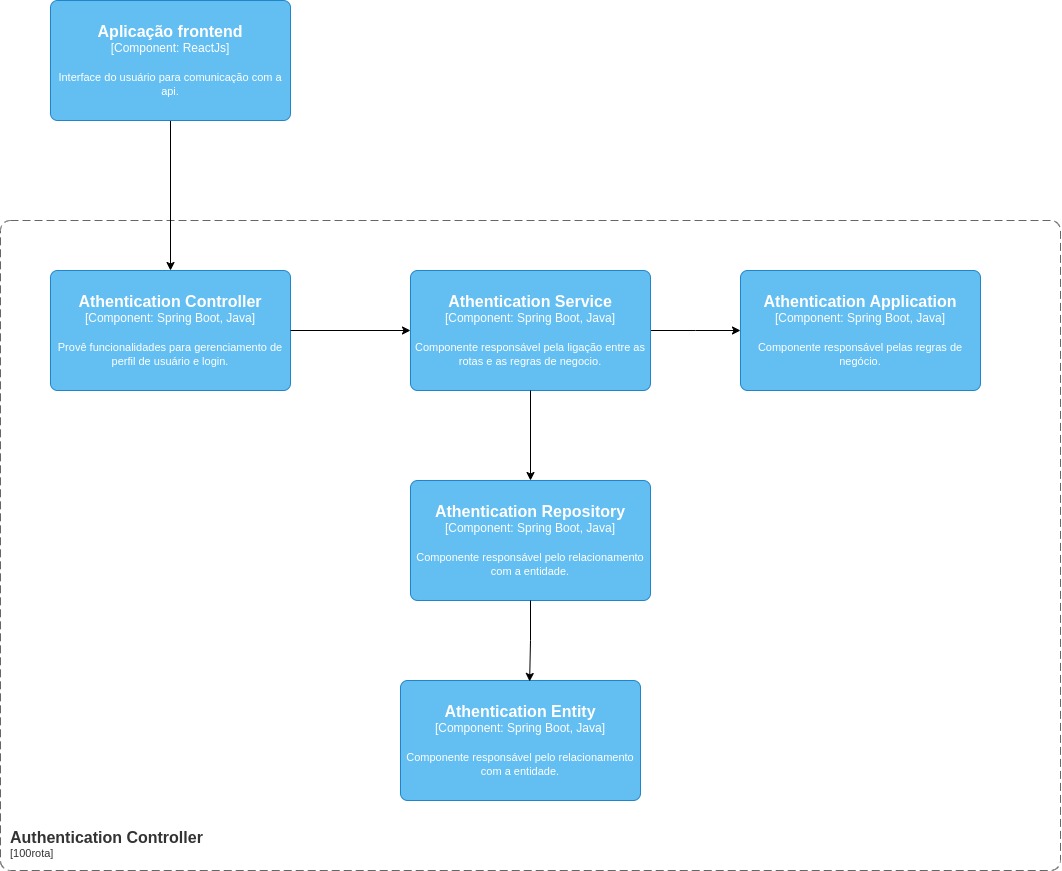 Aplicação frontend
[Component: ReactJs]
Interface do usuário para comunicação com a
api.
Athentication Controller
[Component: Spring Boot, Java]
Provê funcionalidades para gerenciamento de
perfil de usuário e login.
Athentication Service
[Component: Spring Boot, Java]
Componente responsável pela ligação entre as
rotas e as regras de negocio.
Athentication Application
[Component: Spring Boot, Java]
Componente responsável pelas regras de
negócio.
Athentication Repository
[Component: Spring Boot, Java]
Componente responsável pelo relacionamento
com a entidade.
Athentication Entity
[Component: Spring Boot, Java]
Componente responsável pelo relacionamento
com a entidade.
Authentication Controller
[100rota]